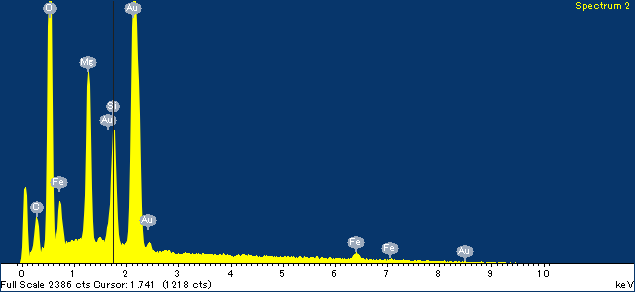 Spectrum 2
O Au
Mg
Si
Au
Fe
C
Au
Fe Fe Au
0 1 2 3 4 5 6 7 8 9 10
Full Scale 2386 cts Cursor: 1.741 (1218 cts) keV